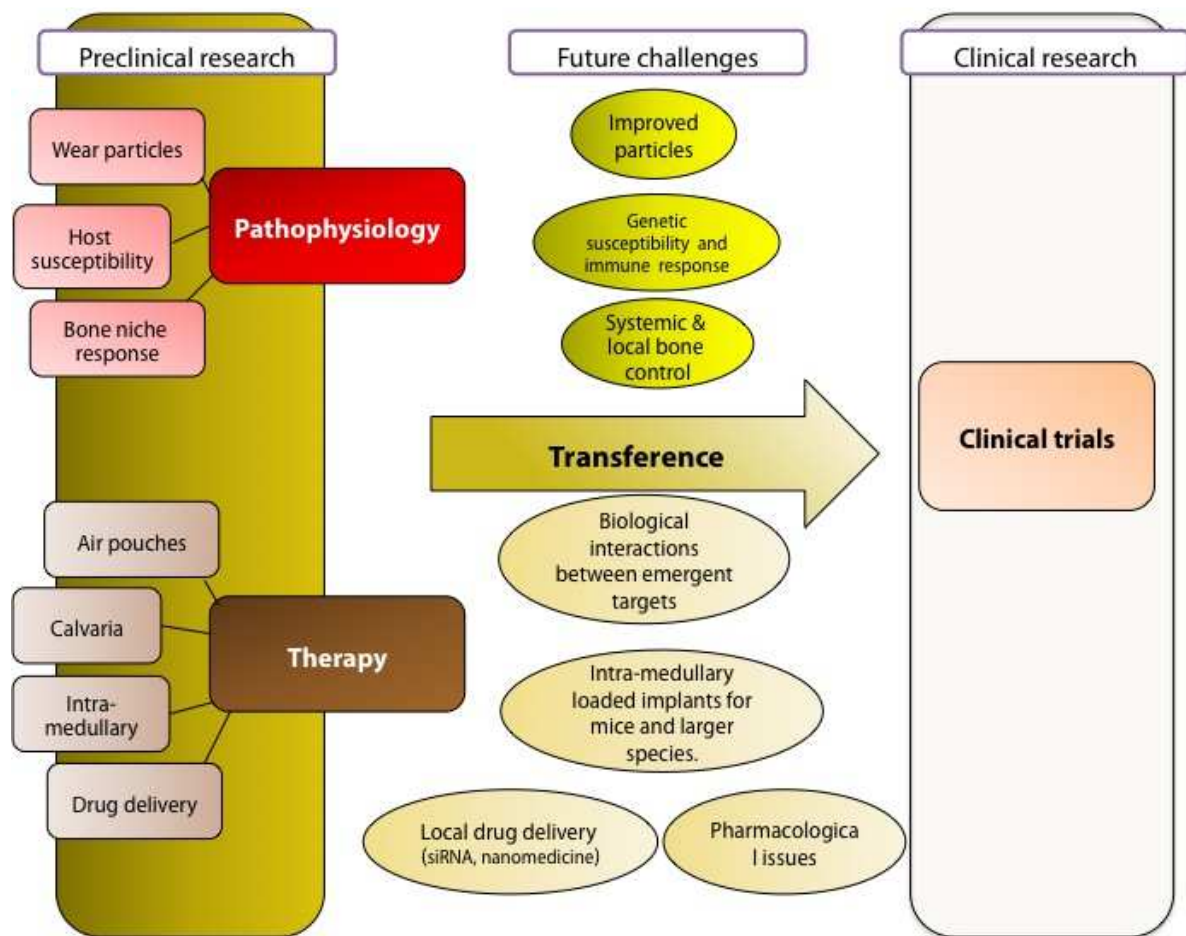 Preclinical research
Future challenges
Clinical research
Wear particles
Host
susceptibility
Bone niche
response
Pathophysiology
Improved
particles
Genetic
susceptibility and
immune response
Systemic &
local bone
control
Transference
Clinical trials
Air pouches
Calvaria
Intra-
medullary
Drug delivery
Therapy
Biological
interactions
between emergent
targets
Intra-medullary
loaded implants for
mice and larger
species.
Local drug delivery
(siRNA, nanomedicine)
Pharmacologica
l issues